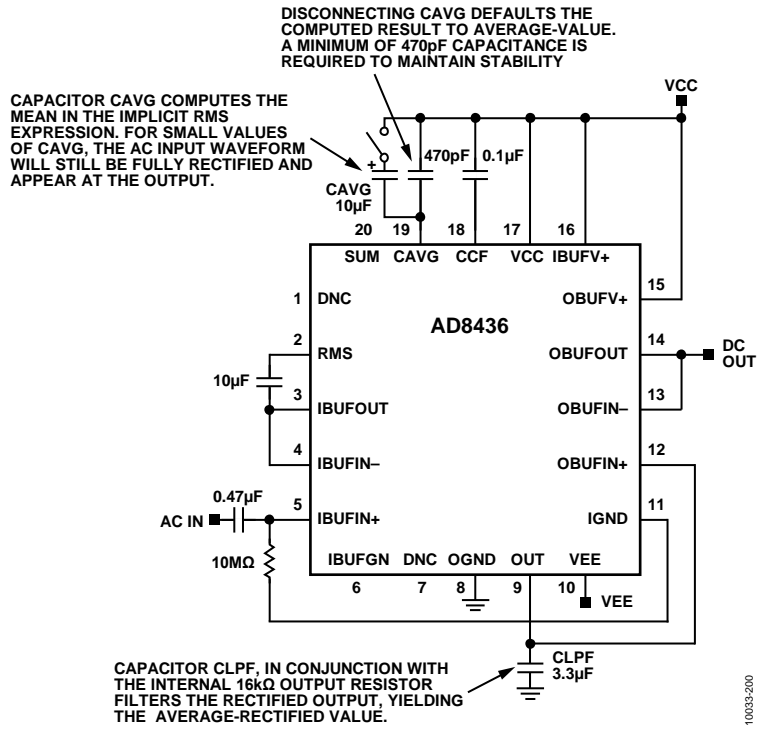 DISCONNECTING CAVG DEFAULTS THE
COMPUTED RESULT TO AVERAGE-VALUE.
A MINIMUM OF 470pF CAPACITANCE IS
REQUIRED TO MAINTAIN STABILITY
VCC
CAPACITOR CAVG COMPUTES THE
MEAN IN THE IMPLICIT RMS
EXPRESSION. FOR SMALL VALUES
OF CAVG, THE AC INPUT WAVEFORM
WILL STILL BE FULLY RECTIFIED AND
APPEAR AT THE OUTPUT.
+
470pF
0.1µF
CAVG
10µF
20 19 18 17 16
SUM CAVG CCF VCC IBUFV+
15
OBUFV+
1
DNC
AD8436
2
RMS
14
OBUFOUT
DC
OUT
10µF
3
IBUFOUT
13
OBUFIN–
4
IBUFIN–
12
OBUFIN+
0.47µF
AC IN
5
IBUFIN+
11
IGND
10MΩ
IBUFGN DNC OGND OUT VEE
6 7 8 9 10
VEE
CAPACITOR CLPF, IN CONJUNCTION WITH
THE INTERNAL 16kΩ OUTPUT RESISTOR
FILTERS THE RECTIFIED OUTPUT, YIELDING
THE AVERAGE-RECTIFIED VALUE.
CLPF
3.3µF
10033-200